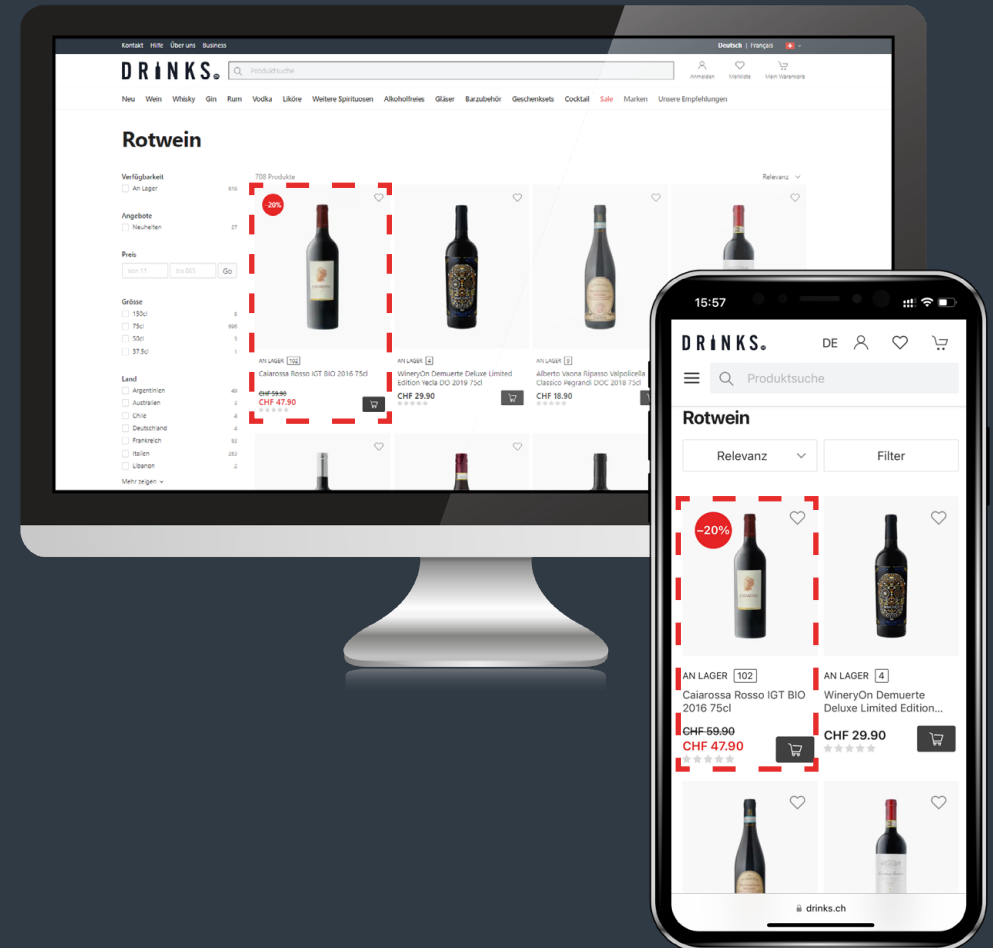 Kontakt Hilfe Über uns Business
Deutsch | Français
DRINKS.
Produktsuche
Anmelden Merkliste Mein Warenkorb
Neu Wein Whisky Gin Rum Vodka Liköre Weitere Spirituosen Alkoholfreies Gläser Barzubehör Geschenksets Cocktail Sale Marken Unsere Empfehlungen
Rotwein
Verfügbarkeit
An Lager
708 Produkte
Relevanz
-20%
Angebote
Neuheiten 27
Preis
Go
Grösse
150cl
75cl
50cl
37.5cl
Land
Argentinien
Australien
Chile
Deutschland
Frankreich
Italien
Libanon
Mehr zeigen
AN LAGER 102
Caiarossa Rosso IGT BIO 2016 75cl
CHF 59.90
CHF 47.90
AN LAGER 4
WineryOn Demuerte Deluxe Limited
Edition Yecla DO 2019 75cl
CHF 29.90
AN LAGER
Alberto Vaona Ripasso Valpolicella
Classico Pegrandi DOC 2018 75cl
CHF 18.90
15:57
DRINKS.
DE
Produktsuche
Rotwein
Relevanz
Filter
-20%
AN LAGER 102
Caiarossa Rosso IGT BIO
2016 75cl
CHF 59.90
CHF 47.90
AN LAGER 4
WineryOn Demuerte
Deluxe Limited Edition...
CHF 29.90
drinks.ch